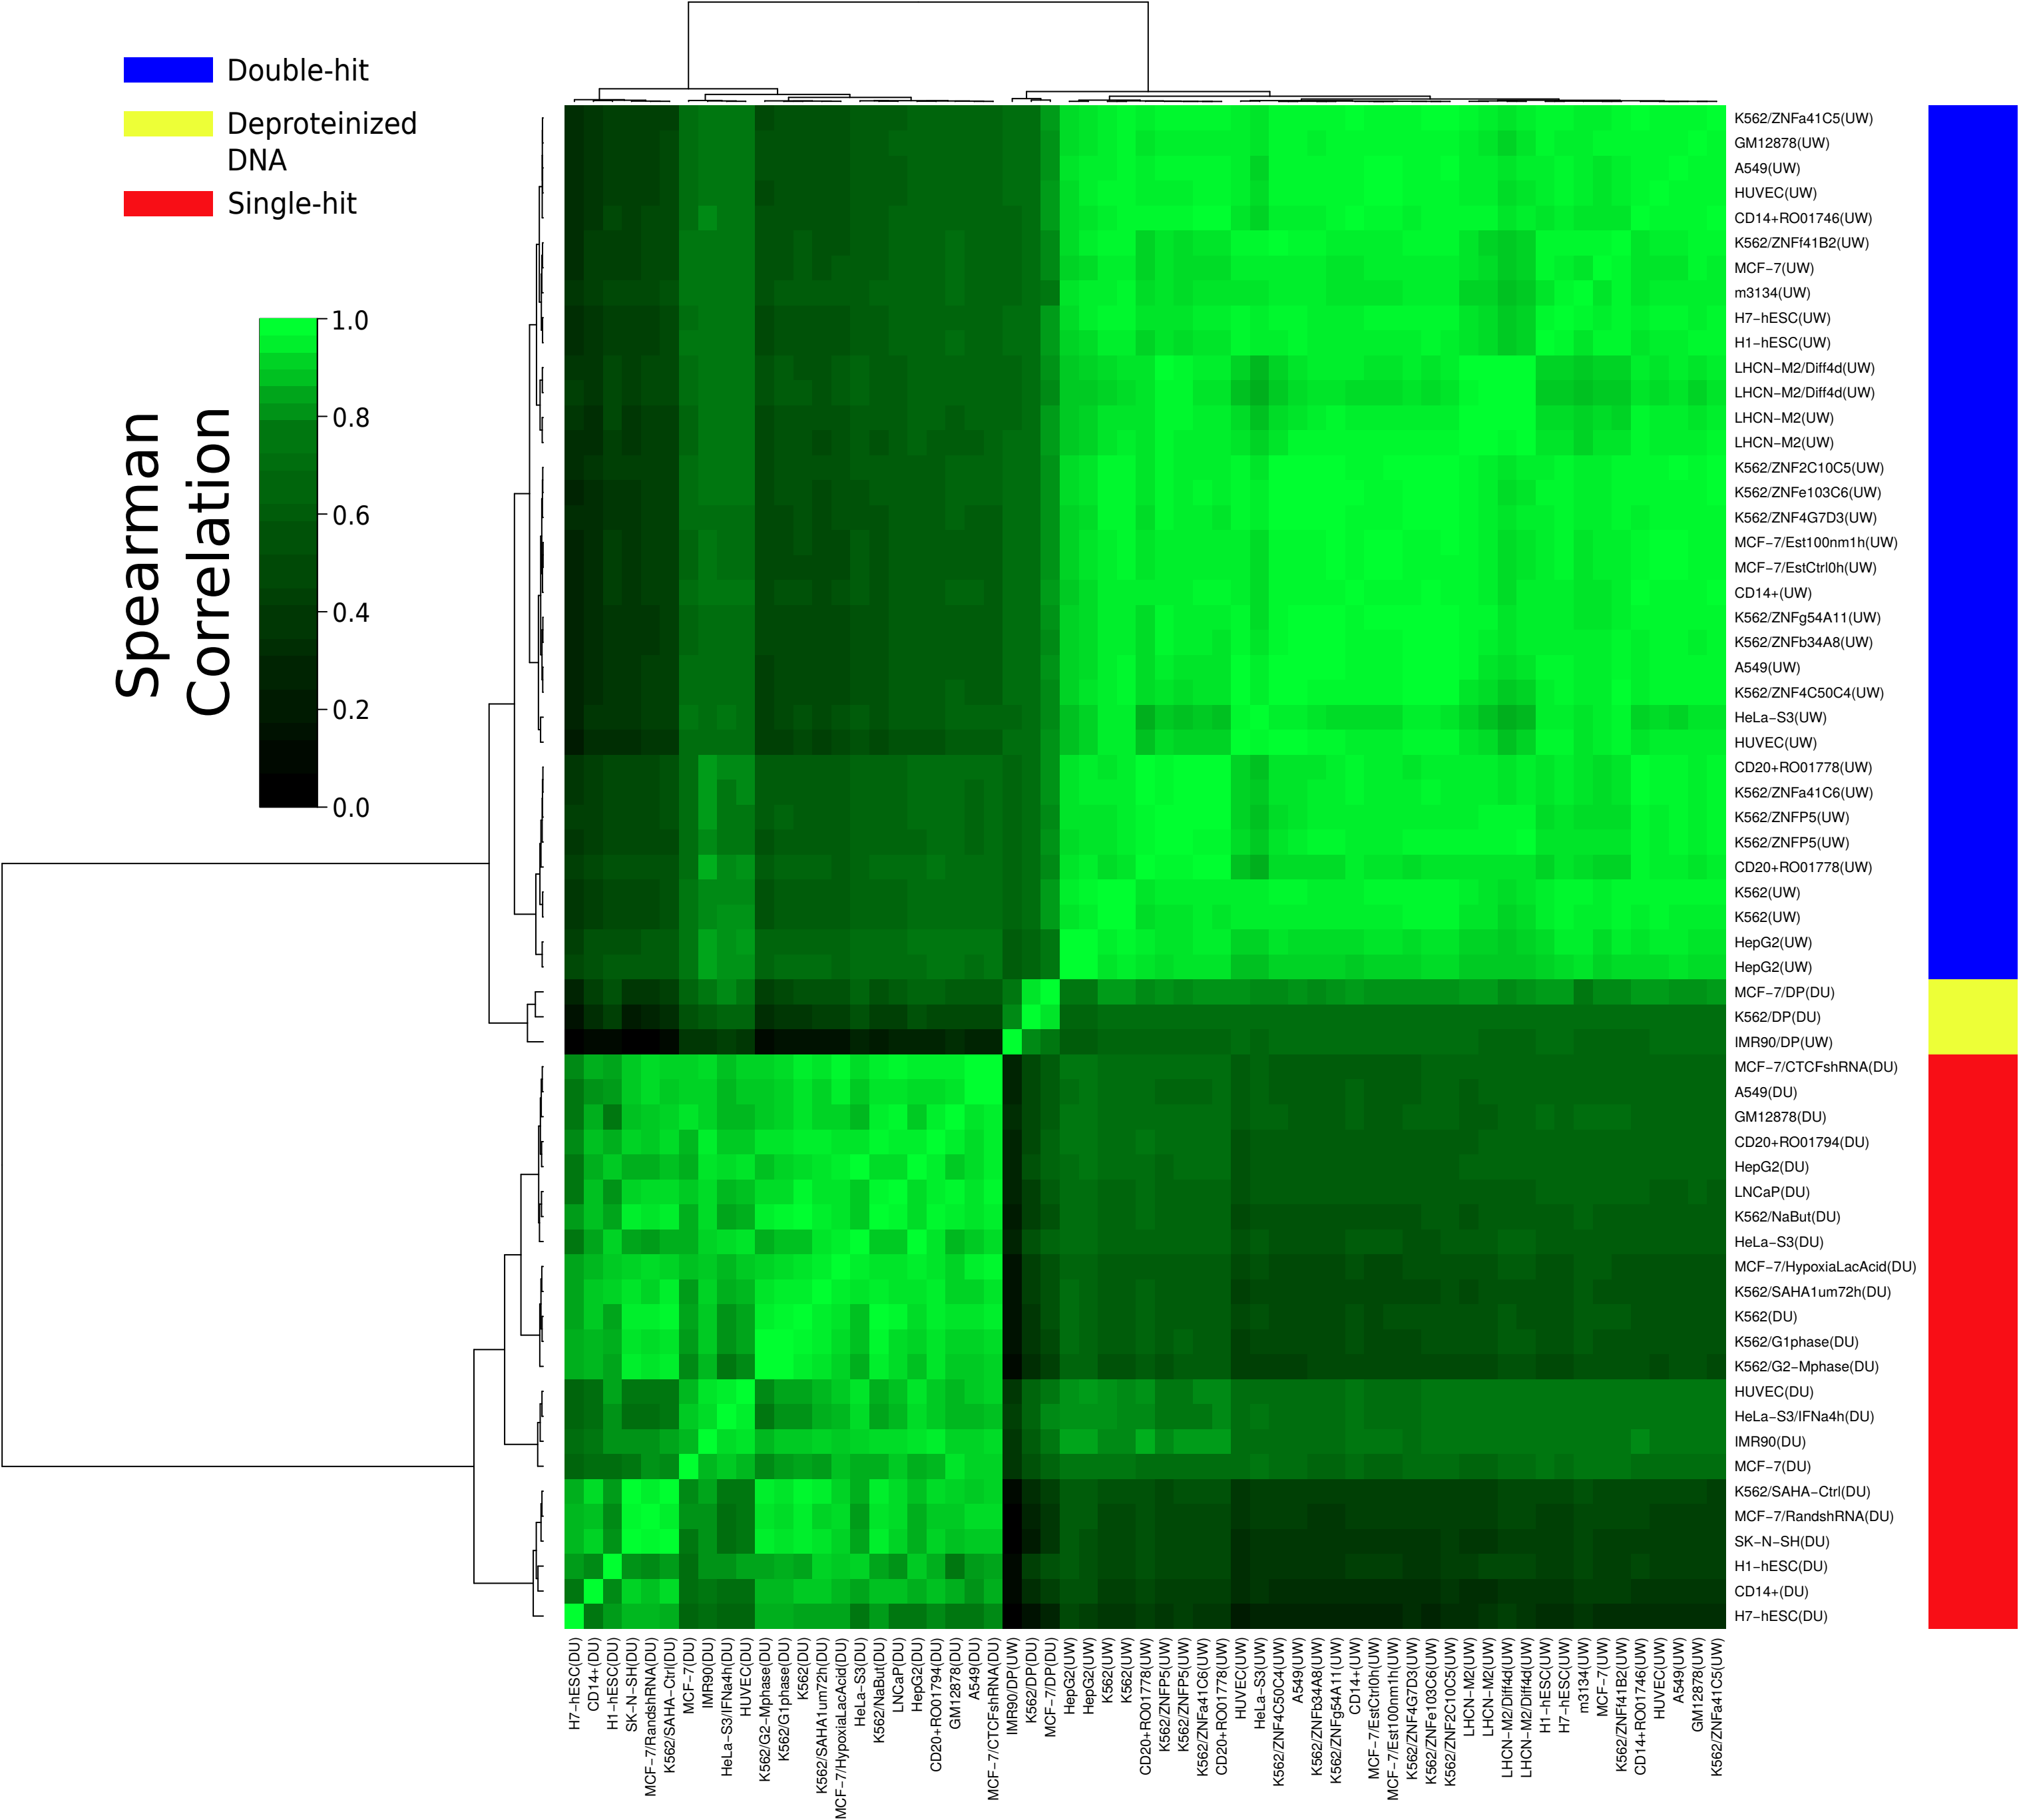 Double-hit
Deproteinized
DNA
Single-hit
Spearman
Correlation
1.0
0.8
0.6
0.4
0.2
0.0
K562/ZNFa41C5(UW)
GM12878(UW)
A549(UW)
HUVEC(UW)
CD14+RO01746(UW)
K562/ZNFf41B2(UW)
MCF−7(UW)
m3134(UW)
H7−hESC(UW)
H1−hESC(UW)
LHCN−M2/Diff4d(UW)
LHCN−M2/Diff4d(UW)
LHCN−M2(UW)
LHCN−M2(UW)
K562/ZNF2C10C5(UW)
K562/ZNFe103C6(UW)
K562/ZNF4G7D3(UW)
MCF−7/Est100nm1h(UW)
MCF−7/EstCtrl0h(UW)
CD14+(UW)
K562/ZNFg54A11(UW)
K562/ZNFb34A8(UW)
A549(UW)
K562/ZNF4C50C4(UW)
HeLa−S3(UW)
HUVEC(UW)
CD20+RO01778(UW)
K562/ZNFa41C6(UW)
K562/ZNFP5(UW)
K562/ZNFP5(UW)
CD20+RO01778(UW)
K562(UW)
K562(UW)
HepG2(UW)
HepG2(UW)
MCF−7/DP(DU)
K562/DP(DU)
IMR90/DP(UW)
MCF−7/CTCFshRNA(DU)
A549(DU)
GM12878(DU)
CD20+RO01794(DU)
HepG2(DU)
LNCaP(DU)
K562/NaBut(DU)
HeLa−S3(DU)
MCF−7/HypoxiaLacAcid(DU)
K562/SAHA1um72h(DU)
K562(DU)
K562/G1phase(DU)
K562/G2−Mphase(DU)
HUVEC(DU)
HeLa−S3/IFNa4h(DU)
IMR90(DU)
MCF−7(DU)
K562/SAHA−Ctrl(DU)
MCF−7/RandshRNA(DU)
SK−N−SH(DU)
H1−hESC(DU)
CD14+(DU)
H7−hESC(DU)
H7−hESC(DU)
CD14+(DU)
H1−hESC(DU)
SK−N−SH(DU)
MCF−7/RandshRNA(DU)
K562/SAHA−Ctrl(DU)
MCF−7(DU)
IMR90(DU)
HeLa−S3/IFNa4h(DU)
HUVEC(DU)
K562/G2−Mphase(DU)
K562/G1phase(DU)
K562(DU)
K562/SAHA1um72h(DU)
MCF−7/HypoxiaLacAcid(DU)
HeLa−S3(DU)
K562/NaBut(DU)
LNCaP(DU)
HepG2(DU)
CD20+RO01794(DU)
GM12878(DU)
A549(DU)
MCF−7/CTCFshRNA(DU)
IMR90/DP(UW)
K562/DP(DU)
MCF−7/DP(DU)
HepG2(UW)
HepG2(UW)
K562(UW)
K562(UW)
CD20+RO01778(UW)
K562/ZNFP5(UW)
K562/ZNFP5(UW)
K562/ZNFa41C6(UW)
CD20+RO01778(UW)
HUVEC(UW)
HeLa−S3(UW)
K562/ZNF4C50C4(UW)
A549(UW)
K562/ZNFb34A8(UW)
K562/ZNFg54A11(UW)
CD14+(UW)
MCF−7/EstCtrl0h(UW)
MCF−7/Est100nm1h(UW)
K562/ZNF4G7D3(UW)
K562/ZNFe103C6(UW)
K562/ZNF2C10C5(UW)
LHCN−M2(UW)
LHCN−M2(UW)
LHCN−M2/Diff4d(UW)
LHCN−M2/Diff4d(UW)
H1−hESC(UW)
H7−hESC(UW)
m3134(UW)
MCF−7(UW)
K562/ZNFf41B2(UW)
CD14+RO01746(UW)
HUVEC(UW)
A549(UW)
GM12878(UW)
K562/ZNFa41C5(UW)